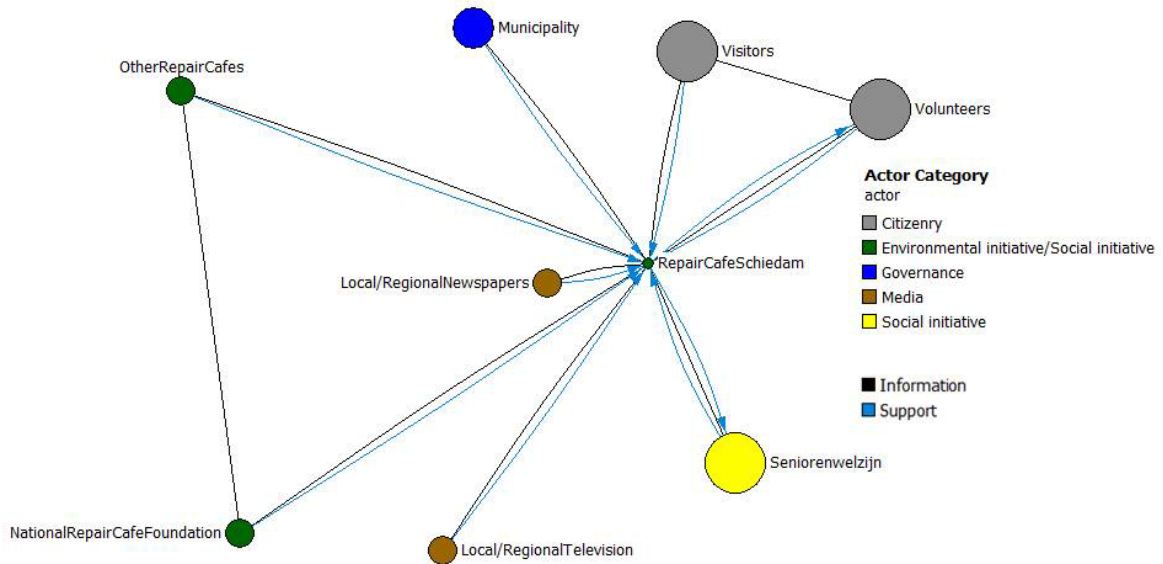 Municipality
Visitors
OtherRepairCafes
Volunteers
Actor Category
actor
Citizenry
Environmental initiative/Social initiative
RepairCafeSchiedam
Governance
Local/RegionalNewspapers
Media
Social initiative
Information
Support
Seniorenwelzijn
NationalRepairCafeFoundation
Local/RegionalTelevision